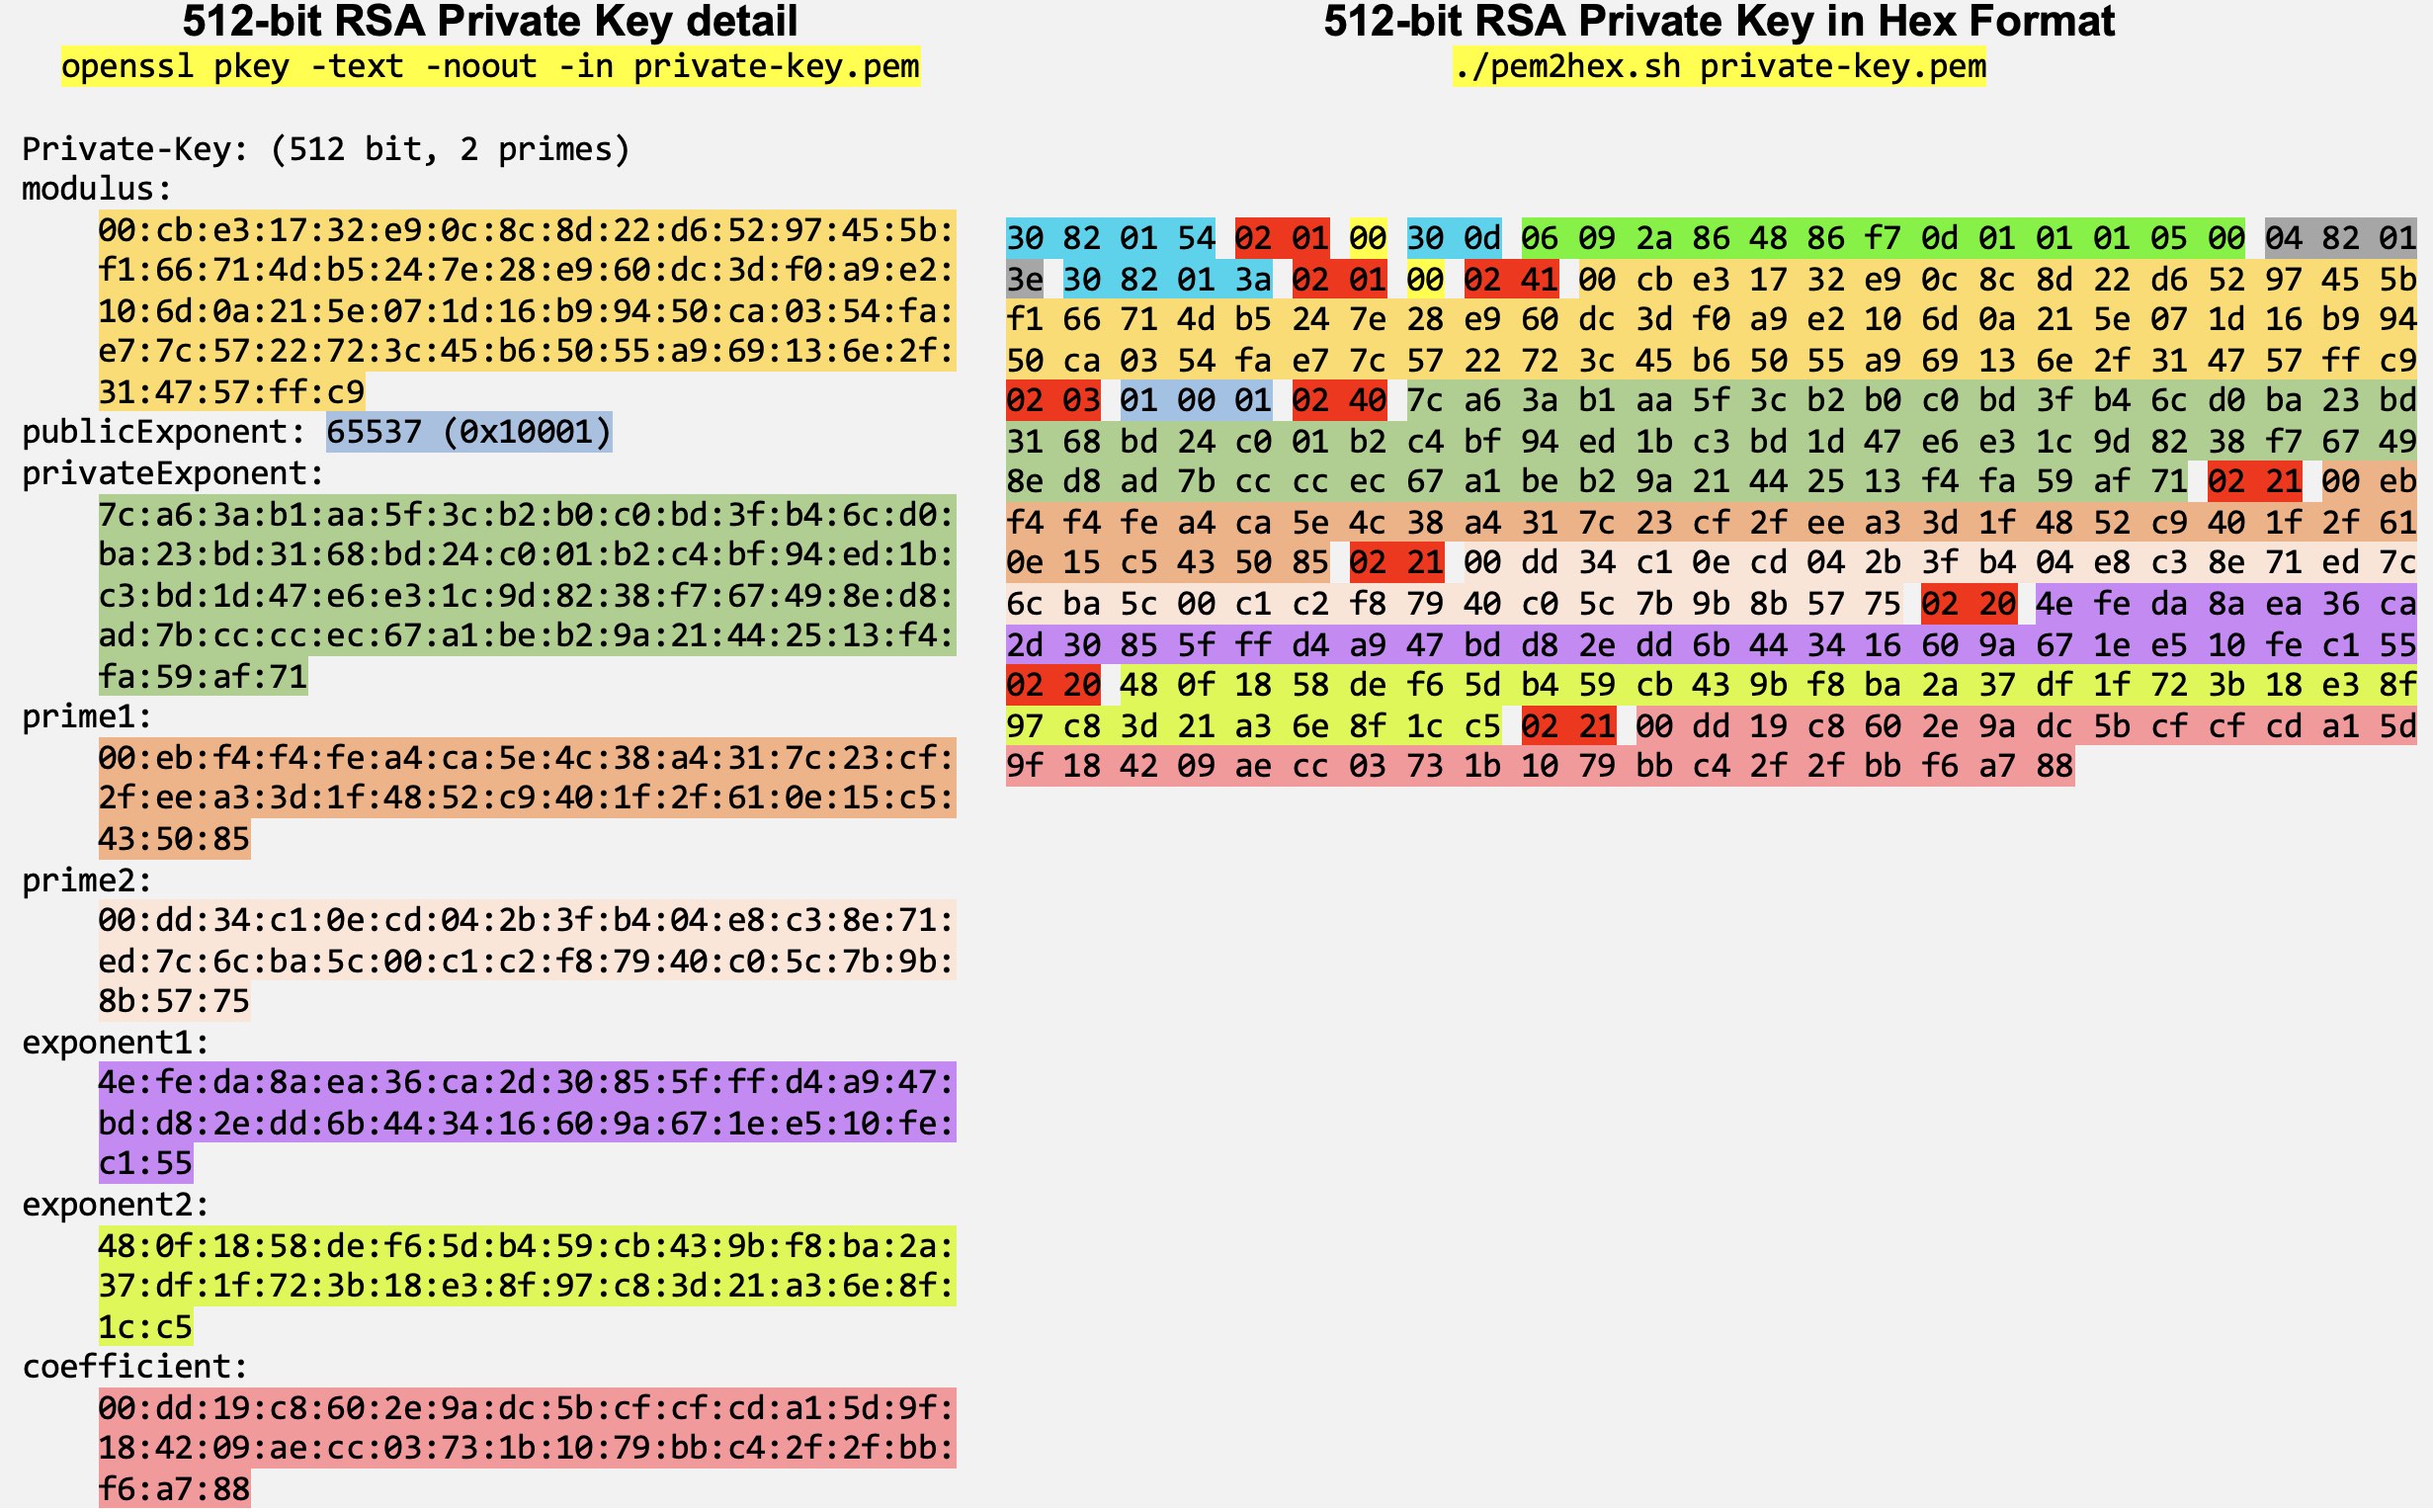 512-bit RSA Private Key detail
openssl pkey -text -noout -in private-key.pem
Private-Key: (512 bit, 2 primes)
modulus:
00:cb:e3:17:32:e9:0c:8c:8d:22:d6:52:97:45:5b:
f1:66:71:4d:b5:24:7e:28:e9:60:dc:3d:f0:a9:e2:
10:6d:0a:21:5e:07:1d:16:b9:94:50:ca:03:54:fa:
e7:7c:57:22:72:3c:45:b6:50:55:a9:69:13:6e:2f:
31:47:57:ff:c9
publicExponent: 65537 (0x10001)
privateExponent:
7c:a6:3a:b1:aa:5f:3c:b2:b0:c0:bd:3f:b4:6c:d0:
ba:23:bd:31:68:bd:24:c0:01:b2:c4:bf:94:ed:1b:
c3:bd:1d:47:e6:e3:1c:9d:82:38:f7:67:49:8e:d8:
ad:7b:cc:cc:ec:67:a1:be:b2:9a:21:44:25:13:f4:
fa:59:af:71
prime1:
00:eb:f4:f4:fe:a4:ca:5e:4c:38:a4:31:7c:23:cf:
2f:ee:a3:3d:1f:48:52:c9:40:1f:2f:61:0e:15:c5:
43:50:85
prime2:
00:dd:34:c1:0e:cd:04:2b:3f:b4:04:e8:c3:8e:71:
ed:7c:6c:ba:5c:00:c1:c2:f8:79:40:c0:5c:7b:9b:
8b:57:75
exponent1:
4e:fe:da:8a:ea:36:ca:2d:30:85:5f:ff:d4:a9:47:
bd:d8:2e:dd:6b:44:34:16:60:9a:67:1e:e5:10:fe:
c1:55
exponent2:
48:0f:18:58:de:f6:5d:b4:59:cb:43:9b:f8:ba:2a:
37:df:1f:72:3b:18:e3:8f:97:c8:3d:21:a3:6e:8f:
1c:c5
coefficient:
00:dd:19:c8:60:2e:9a:dc:5b:cf:cf:cd:a1:5d:9f:
18:42:09:ae:cc:03:73:1b:10:79:bb:c4:2f:2f:bb:
f6:a7:88
512-bit RSA Private Key in Hex Format
./pem2hex.sh private-key.pem
30 82 01 54 02 01 00 30 0d 06 09 2a 86 48 86 f7 0d 01 01 01 05 00 04 82 01
3e 30 82 01 3a 02 01 00 02 41 00 cb e3 17 32 e9 0c 8c 8d 22 d6 52 97 45 5b
f1 66 71 4d b5 24 7e 28 e9 60 dc 3d f0 a9 e2 10 6d 0a 21 5e 07 1d 16 b9 94
50 ca 03 54 fa e7 7c 57 22 72 3c 45 b6 50 55 a9 69 13 6e 2f 31 47 57 ff c9
02 03 01 00 01 02 40 7c a6 3a b1 aa 5f 3c b2 b0 c0 bd 3f b4 6c d0 ba 23 bd
31 68 bd 24 c0 01 b2 c4 bf 94 ed 1b c3 bd 1d 47 e6 e3 1c 9d 82 38 f7 67 49
8e d8 ad 7b cc cc ec 67 a1 be b2 9a 21 44 25 13 f4 fa 59 af 71 02 21 00 eb
f4 f4 fe a4 ca 5e 4c 38 a4 31 7c 23 cf 2f ee a3 3d 1f 48 52 c9 40 1f 2f 61
0e 15 c5 43 50 85 02 21 00 dd 34 c1 0e cd 04 2b 3f b4 04 e8 c3 8e 71 ed 7c
6c ba 5c 00 c1 c2 f8 79 40 c0 5c 7b 9b 8b 57 75 02 20 4e fe da 8a ea 36 ca
2d 30 85 5f ff d4 a9 47 bd d8 2e dd 6b 44 34 16 60 9a 67 1e e5 10 fe c1 55
02 20 48 0f 18 58 de f6 5d b4 59 cb 43 9b f8 ba 2a 37 df 1f 72 3b 18 e3 8f
97 c8 3d 21 a3 6e 8f 1c c5 02 21 00 dd 19 c8 60 2e 9a dc 5b cf cf cd a1 5d
9f 18 42 09 ae cc 03 73 1b 10 79 bb c4 2f 2f bb f6 a7 88